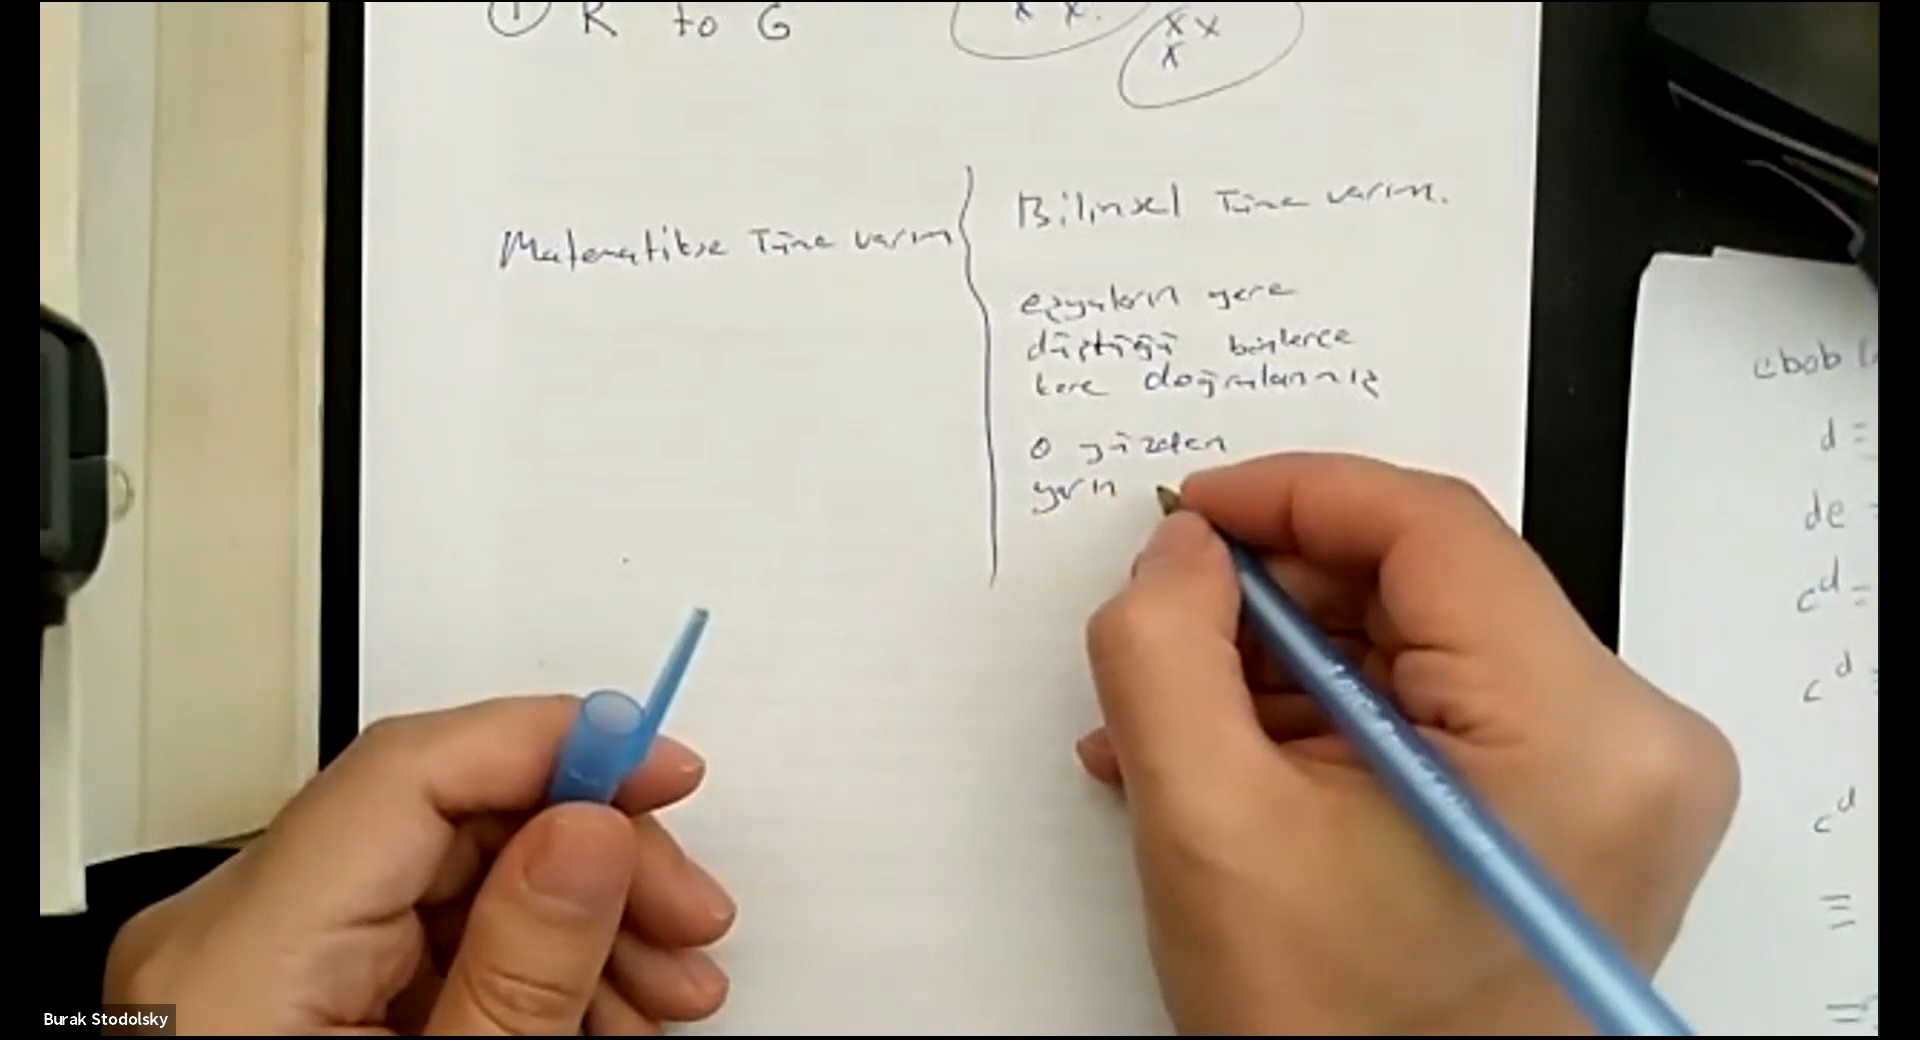 ① R to G
x x.
x x
x
Matematikse Tüme varım
Bilimsel Tüme varım.
eşyaların yere
düştüğü binlerce
kere doğrulanmış
O yüzden
yarın
ebob
d =
de =
c^d =
c^d =
c^d
=
=
Burak Stodolsky